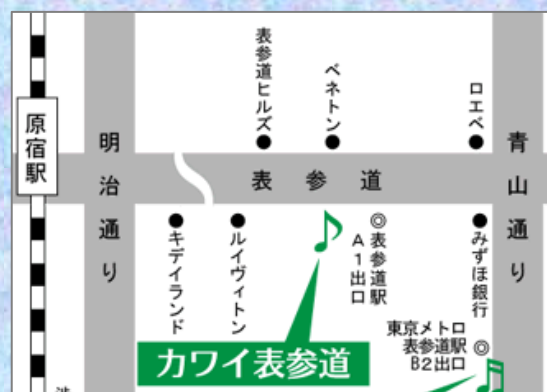 原宿駅
明治通り
表参道ヒルズ
ベネトン
ロエベ
青山通り
表参道
キデイランド
ルイヴィトン
表参道駅
A1出口
みずほ銀行
カワイ表参道
東京メトロ
表参道駅
B2出口
渋